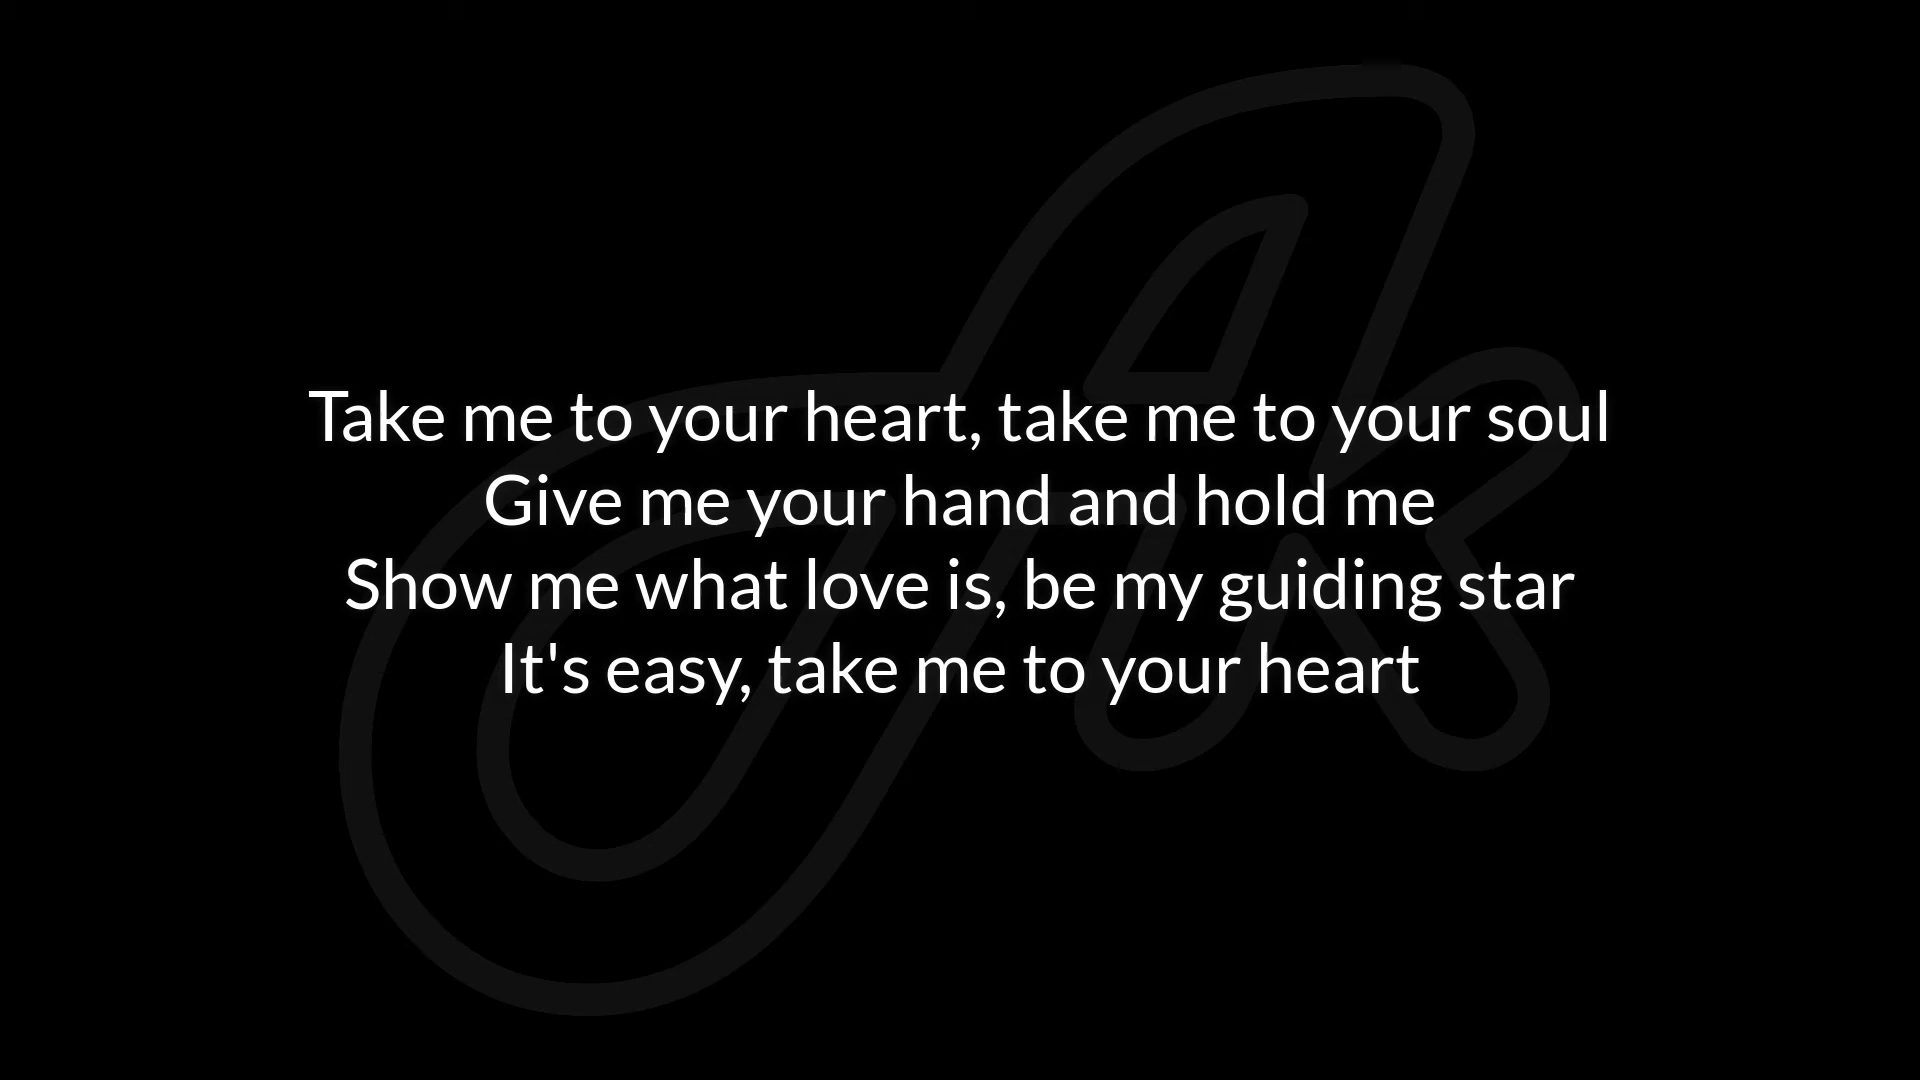 Take me to your heart, take me to your soul
Give me your hand and hold me
Show me what love is, be my guiding star
It's easy, take me to your heart